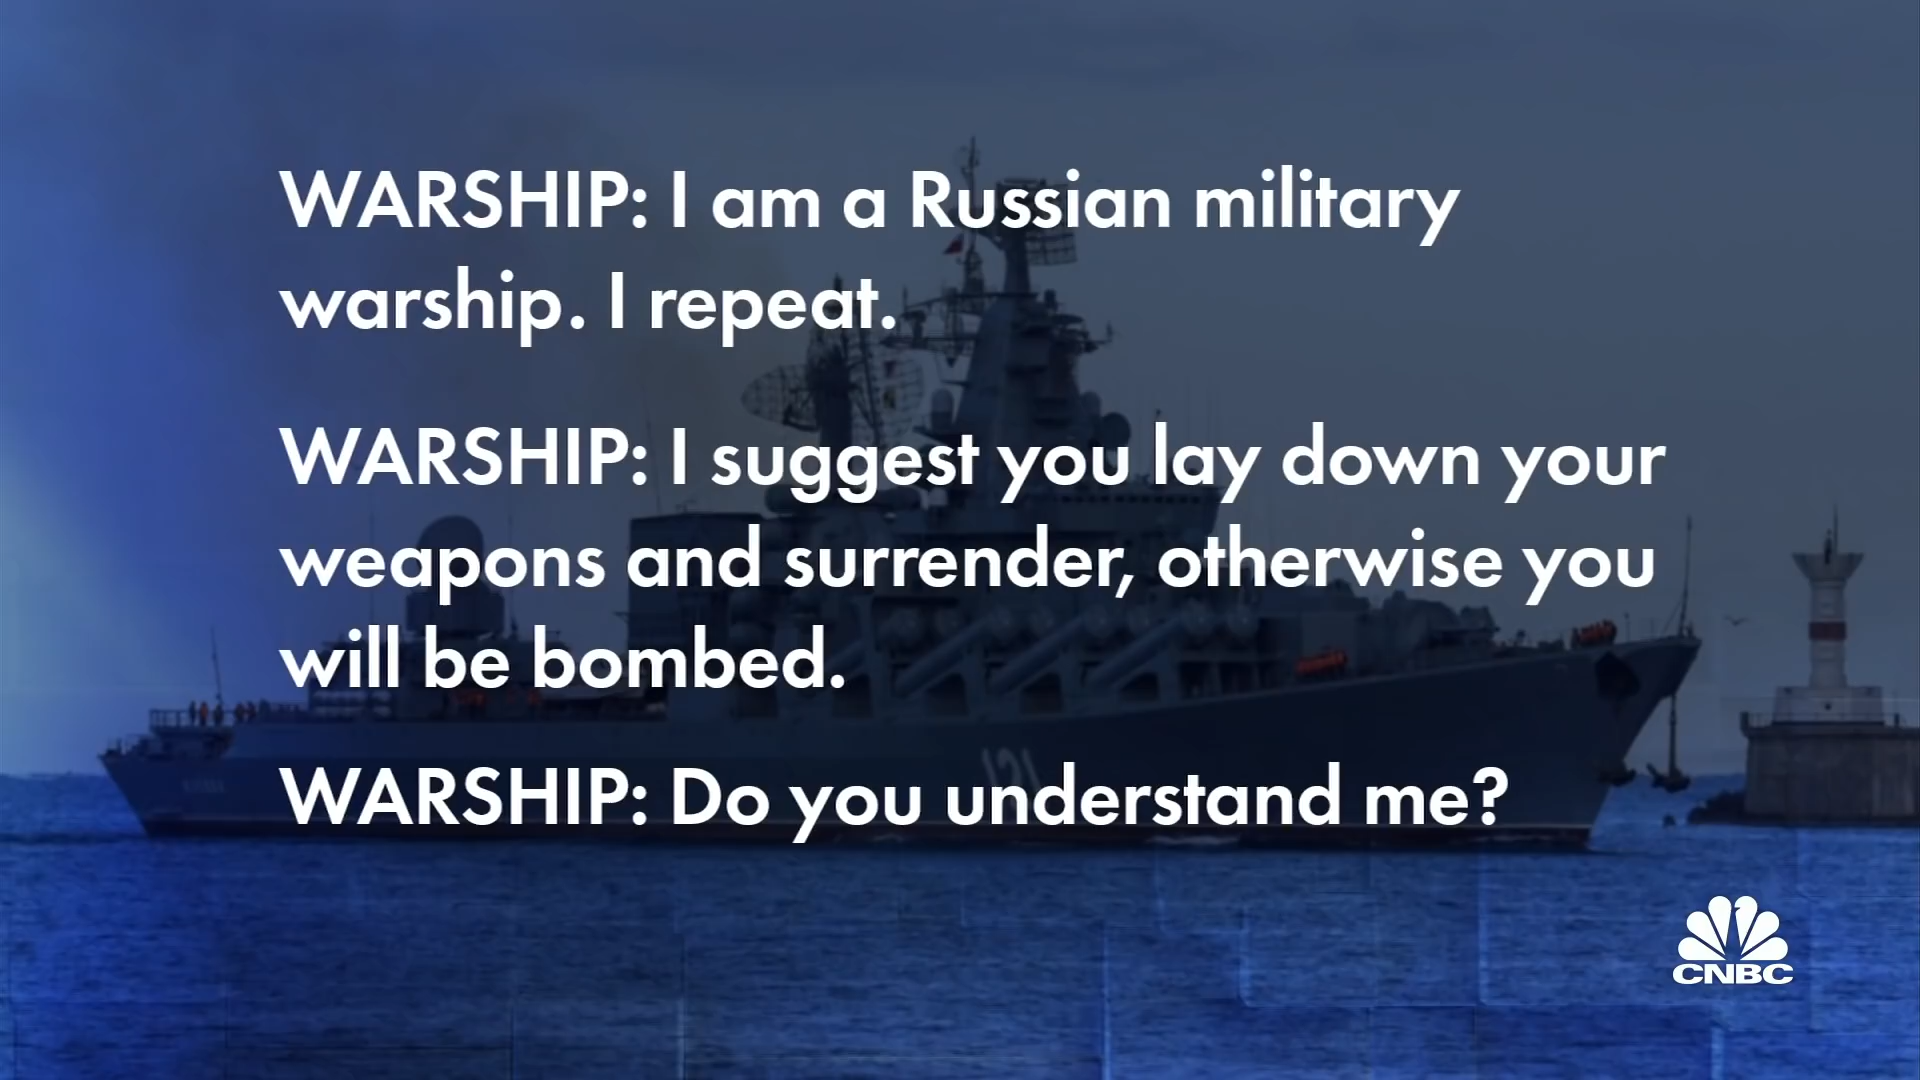 WARSHIP: I am a Russian military
warship. I repeat.
WARSHIP: I suggest you lay down your
weapons and surrender, otherwise you
will be bombed.
WARSHIP: Do you understand me?
121
CNBC